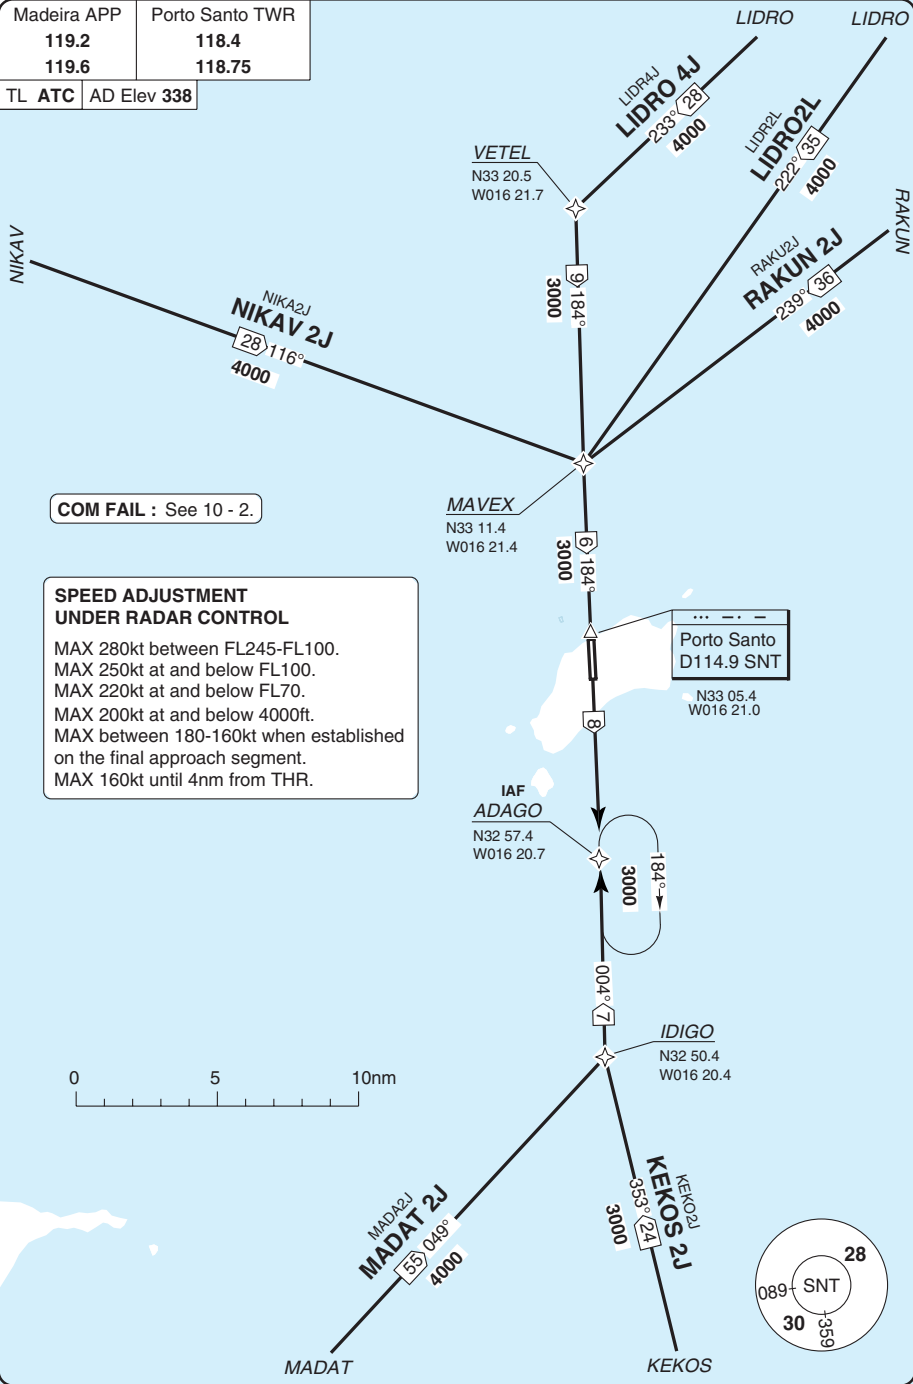 Madeira APP
119.2
119.6
Porto Santo TWR
118.4
118.75
TL ATC
AD Elev 338
LIDRO
LIDRO
LIDR4J
LIDRO 4J
233° 28
4000
LIDR2L
LIDRO2L
222° 35
4000
RAKUN
RAKU2J
RAKUN 2J
239° 36
4000
VETEL
N33 20.5
W016 21.7
NIKAV
NIKA2J
NIKAV 2J
28 116°
4000
9 184°
3000
MAVEX
N33 11.4
W016 21.4
COM FAIL : See 10 - 2.
6 184°
3000
SPEED ADJUSTMENT
UNDER RADAR CONTROL
MAX 280kt between FL245-FL100.
MAX 250kt at and below FL100.
MAX 220kt at and below FL70.
MAX 200kt at and below 4000ft.
MAX between 180-160kt when established
on the final approach segment.
MAX 160kt until 4nm from THR.
Porto Santo
D114.9 SNT
N33 05.4
W016 21.0
8
IAF
ADAGO
N32 57.4
W016 20.7
184°
3000
004° 7
IDIGO
N32 50.4
W016 20.4
0 5 10nm
MADA2J
MADAT 2J
55 049°
4000
MADAT
KEKO2J
KEKOS 2J
353° 24
3000
KEKOS
28
089
SNT
30
359